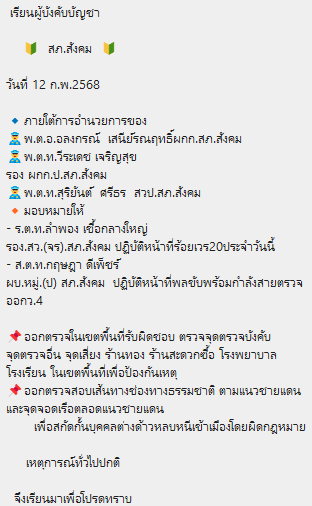 เรียนผู้บังคับบัญชา
🔰 สภ.สังคม 🔰
วันที่ 12 ก.พ.2568
🔹ภายใต้การอำนวยการของ
👮พ.ต.อ.อลงกรณ์ เสนีย์รณฤทธิ์ผกก.สภ.สังคม
👮พ.ต.ท.วีระเดช เจริญสุข
รอง ผกก.ป.สภ.สังคม
👮พ.ต.ท.สุริยันต์ ศรีธร สวป.สภ.สังคม
🔸มอบหมายให้
- ร.ต.ท.ลำพอง เชื้อกลางใหญ่
รอง.สว.(จร).สภ.สังคม ปฏิบัติหน้าที่ร้อยเวร20ประจำวันนี้
- ส.ต.ท.กฤษฎา ดีเพ็ชร์
ผบ.หมู่.(ป) สภ.สังคม ปฏิบัติหน้าที่พลขับพร้อมกำลังสายตรวจ
ออกว.4
📌ออกตรวจในเขตพื้นที่รับผิดชอบ ตรวจจุดตรวจบังคับ
จุดตรวจอื่น จุดเสี่ยง ร้านทอง ร้านสะดวกซื้อ โรงพยาบาล
โรงเรียน ในเขตพื้นที่เพื่อป้องกันเหตุ
📌ออกตรวจสอบเส้นทางช่องทางธรรมชาติ ตามแนวชายแดน
และจุดจอดเรือตลอดแนวชายแดน
เพื่อสกัดกั้นบุคคลต่างด้าวหลบหนีเข้าเมืองโดยผิดกฎหมาย
เหตุการณ์ทั่วไปปกติ
จึงเรียนมาเพื่อโปรดทราบ